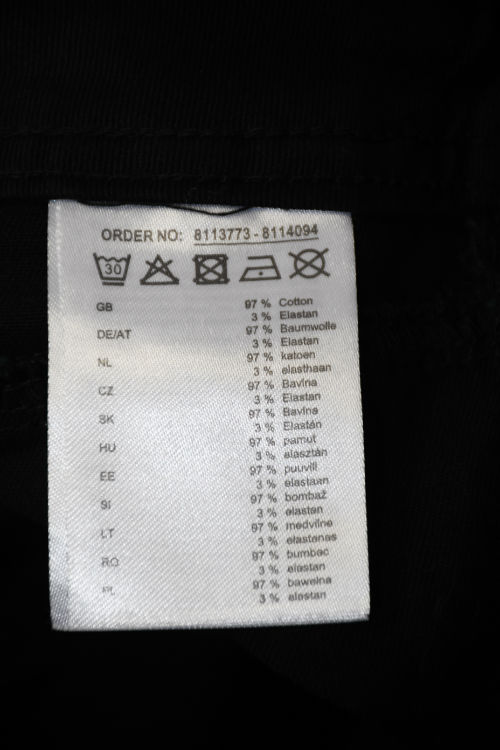 ORDER NO: 8113773 - 8114094
30
GB 97 % Cotton
3 % Elastan
DE/AT 97 % Baumwolle
3 % Elastan
NL 97 % katoen
3 % elasthaan
CZ 97 % Bavlna
3 % Elastan
SK 97 % Bavlna
3 % Elastán
HU 97 % pamut
3 % elasztán
EE 97 % puuvill
3 % elastaan
SI 97 % bombaž
3 % elastan
LT 97 % medvilnė
3 % elastanas
RO 97 % bumbac
3 % elastan
PL 97 % bawełna
3 % elastan